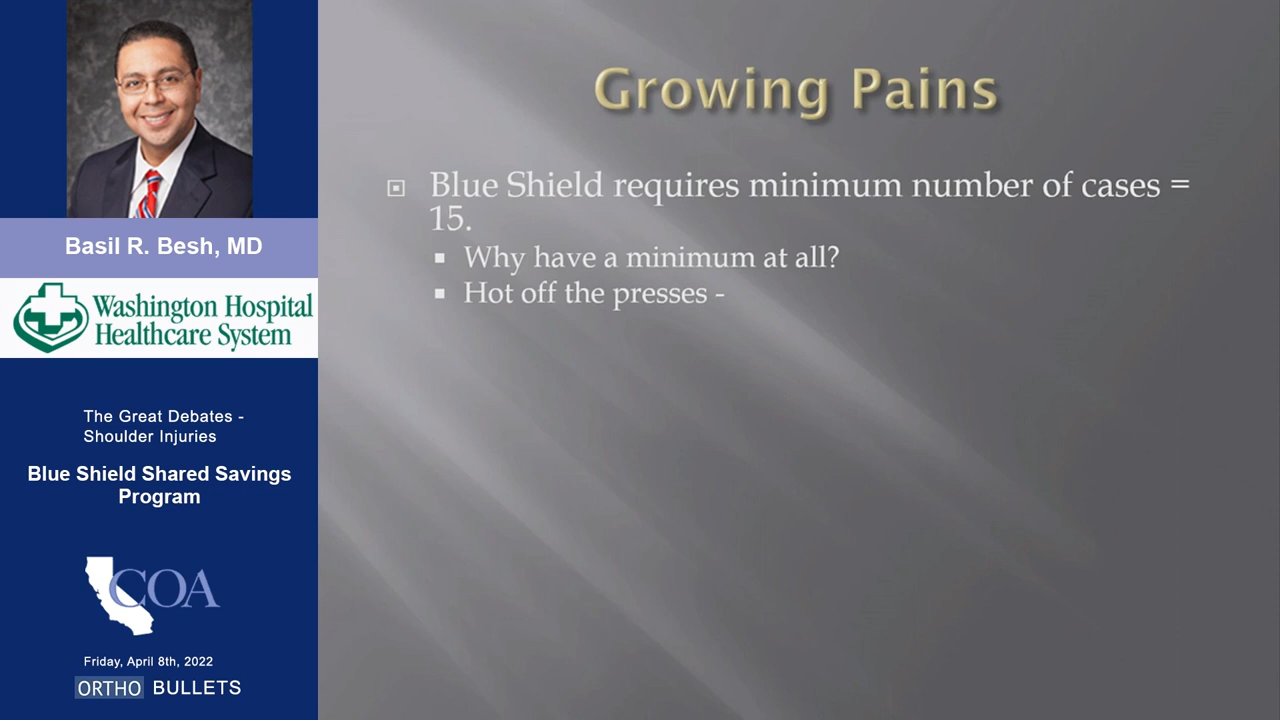 Basil R. Besh, MD
Washington Hospital
Healthcare System
The Great Debates -
Shoulder Injuries
Blue Shield Shared Savings
Program
COA
Friday, April 8th, 2022
ORTHO BULLETS
Growing Pains
Blue Shield requires minimum number of cases =
15.
Why have a minimum at all?
Hot off the presses -